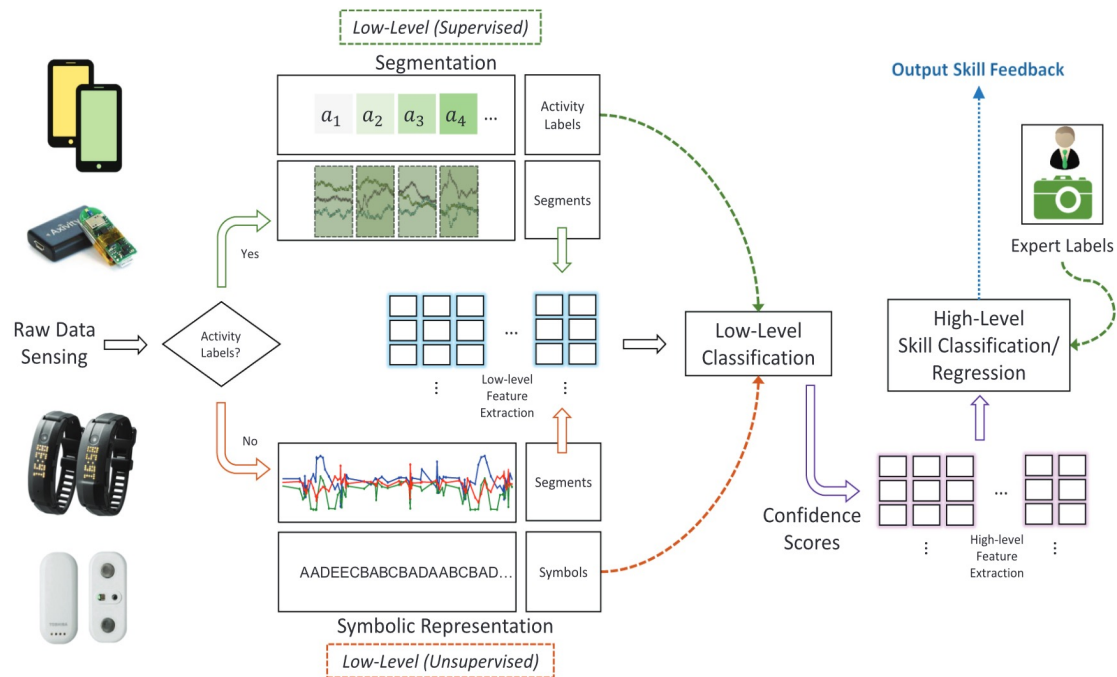 Low-Level (Supervised)
Segmentation
a1 a2 a3 a4 ...
Activity
Labels
Segments
Output Skill Feedback
Expert Labels
Axivity
Yes
Raw Data
Sensing
Activity
Labels?
...
Low-level
Feature
Extraction
Low-Level
Classification
High-Level
Skill Classification/
Regression
No
Segments
AADEECBABCBADAABCBAD...
Symbols
Symbolic Representation
Low-Level (Unsupervised)
Confidence
Scores
...
High-level
Feature
Extraction
TOSHIBA